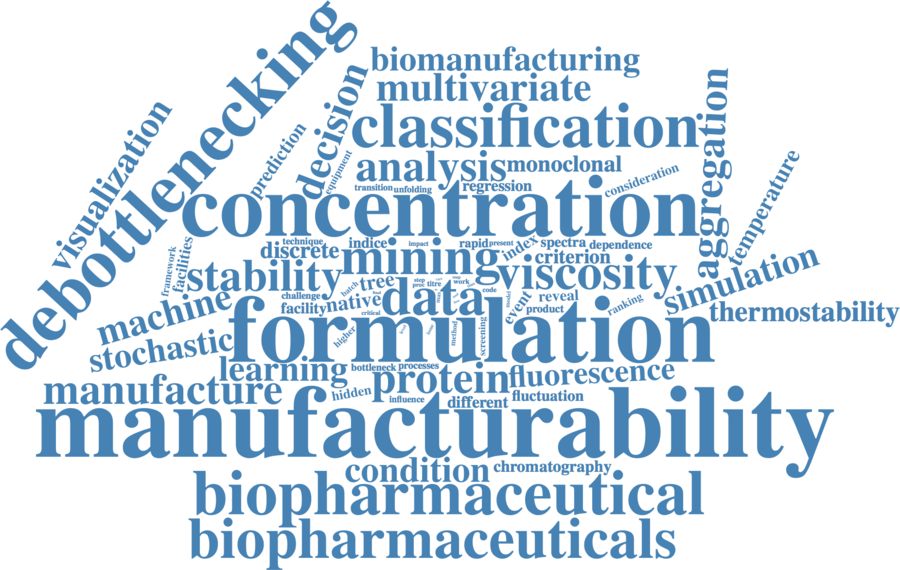 debottlenecking
visualization
biomanufacturing
multivariate
decision
classification
prediction
equipment
analysis
monoclonal
aggregation
transition
unfolding
regression
consideration
temperature
concentration
technique
discrete
indice
impact
mining
rapid
present
index
spectra
dependence
criterion
framework
facilities
stability
viscosity
simulation
batch
tree
step
titre
work
code
data
machine
challenge
facility
native
critical
model
event
reveal
product
ranking
thermostability
stochastic
formulation
higher
method
screening
learning
bottleneck
processes
protein
fluorescence
manufacture
hidden
influence
different
fluctuation
manufacturability
condition
chromatography
biopharmaceutical
biopharmaceuticals